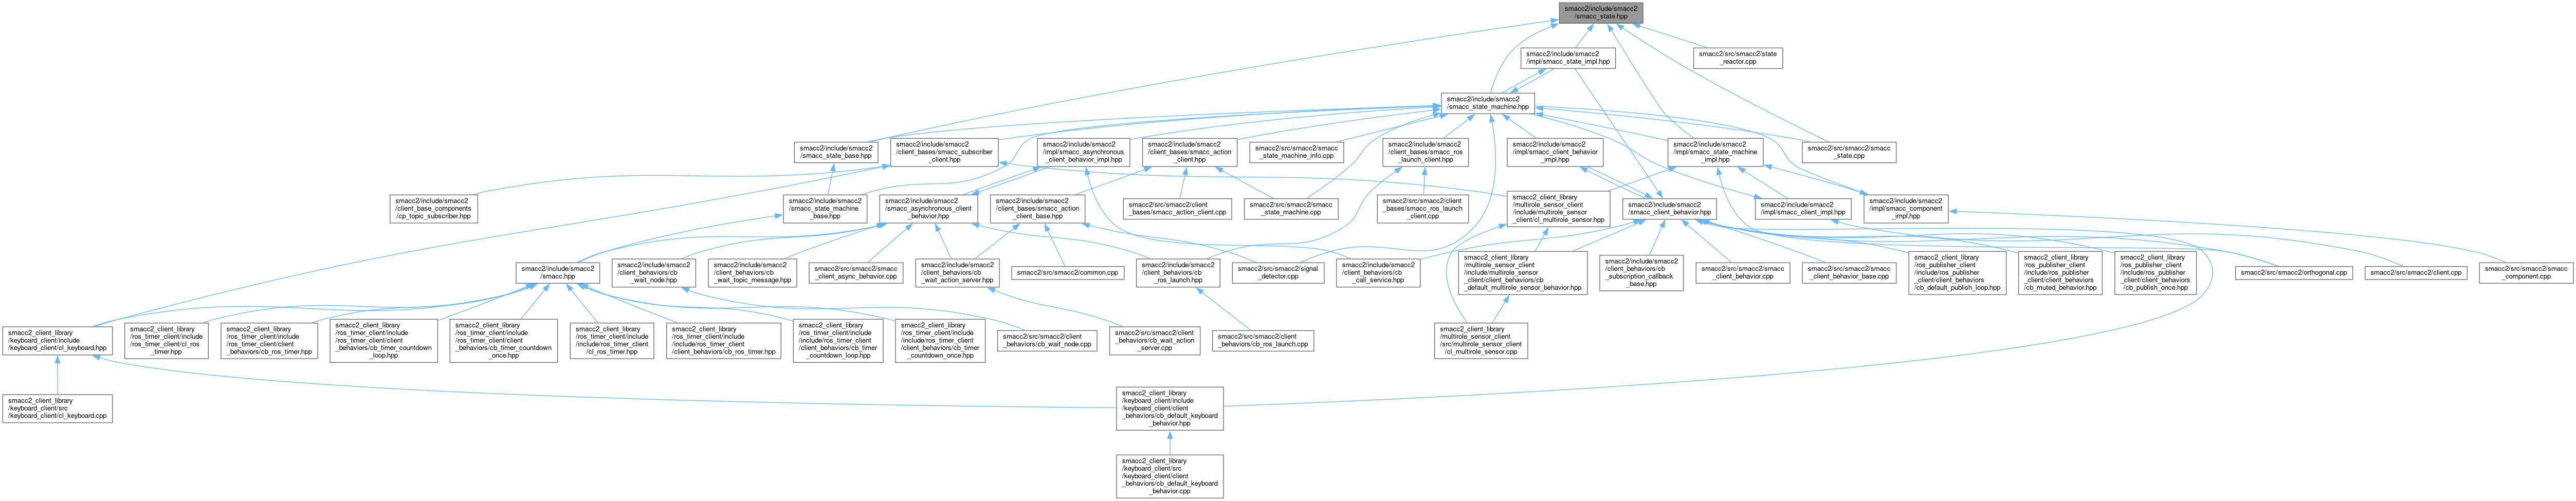 smacc2/include/smacc2
/smacc_state.hpp
smacc2/include/smacc2
/impl/smacc_state_impl.hpp
smacc2/src/smacc2/state
_reactor.cpp
smacc2/include/smacc2
/smacc_state_machine.hpp
smacc2/include/smacc2
/smacc_state_base.hpp
smacc2/include/smacc2
/client_bases/smacc_subscriber
_client.hpp
smacc2/include/smacc2
/impl/smacc_asynchronous
_client_behavior_impl.hpp
smacc2/include/smacc2
/client_bases/smacc_action
_client.hpp
smacc2/src/smacc2/smacc
_state_machine_info.cpp
smacc2/include/smacc2
/client_bases/smacc_ros
_launch_client.hpp
smacc2/include/smacc2
/impl/smacc_client_behavior
_impl.hpp
smacc2/include/smacc2
/impl/smacc_state_machine
_impl.hpp
smacc2/src/smacc2/smacc
_state.cpp
smacc2/include/smacc2
/client_base_components
/cp_topic_subscriber.hpp
smacc2/include/smacc2
/smacc_state_machine
_base.hpp
smacc2/include/smacc2
/smacc_asynchronous_client
_behavior.hpp
smacc2/include/smacc2
/client_bases/smacc_action
_client_base.hpp
smacc2/src/smacc2/client
_bases/smacc_action_client.cpp
smacc2/src/smacc2/smacc
_state_machine.cpp
smacc2/src/smacc2/client
_bases/smacc_ros_launch
_client.cpp
smacc2_client_library
/multirole_sensor_client
/include/multirole_sensor
_client/cl_multirole_sensor.hpp
smacc2/include/smacc2
/smacc_client_behavior.hpp
smacc2/include/smacc2
/impl/smacc_client_impl.hpp
smacc2/include/smacc2
/impl/smacc_component
_impl.hpp
smacc2/include/smacc2
/smacc.hpp
smacc2/include/smacc2
/client_behaviors/cb
_wait_node.hpp
smacc2/include/smacc2
/client_behaviors/cb
_wait_topic_message.hpp
smacc2/src/smacc2/smacc
_client_async_behavior.cpp
smacc2/include/smacc2
/client_behaviors/cb
_wait_action_server.hpp
smacc2/src/smacc2/common.cpp
smacc2/include/smacc2
/client_behaviors/cb
_ros_launch.hpp
smacc2/src/smacc2/signal
_detector.cpp
smacc2/include/smacc2
/client_behaviors/cb
_call_service.hpp
smacc2_client_library
/multirole_sensor_client
/include/multirole_sensor
_client/client_behaviors/cb
_default_multirole_sensor_behavior.hpp
smacc2/include/smacc2
/client_behaviors/cb
_subscription_callback
_base.hpp
smacc2/src/smacc2/smacc
_client_behavior.cpp
smacc2/src/smacc2/smacc
_client_behavior_base.cpp
smacc2_client_library
/ros_publisher_client
/include/ros_publisher
_client/client_behaviors
/cb_default_publish_loop.hpp
smacc2_client_library
/ros_publisher_client
/include/ros_publisher
_client/client_behaviors
/cb_muted_behavior.hpp
smacc2_client_library
/ros_publisher_client
/include/ros_publisher
_client/client_behaviors
/cb_publish_once.hpp
smacc2/src/smacc2/orthogonal.cpp
smacc2/src/smacc2/client.cpp
smacc2/src/smacc2/smacc
_component.cpp
smacc2_client_library
/keyboard_client/include
/keyboard_client/cl_keyboard.hpp
smacc2_client_library
/ros_timer_client/include
/ros_timer_client/cl_ros
_timer.hpp
smacc2_client_library
/ros_timer_client/include
/ros_timer_client/client
_behaviors/cb_ros_timer.hpp
smacc2_client_library
/ros_timer_client/include
/ros_timer_client/client
_behaviors/cb_timer_countdown
_loop.hpp
smacc2_client_library
/ros_timer_client/include
/ros_timer_client/client
_behaviors/cb_timer_countdown
_once.hpp
smacc2_client_library
/ros_timer_client/include
/include/ros_timer_client
/cl_ros_timer.hpp
smacc2_client_library
/ros_timer_client/include
/include/ros_timer_client
/client_behaviors/cb_ros_timer.hpp
smacc2_client_library
/ros_timer_client/include
/include/ros_timer_client
/client_behaviors/cb_timer
_countdown_loop.hpp
smacc2_client_library
/ros_timer_client/include
/include/ros_timer_client
/client_behaviors/cb_timer
_countdown_once.hpp
smacc2/src/smacc2/client
_behaviors/cb_wait_node.cpp
smacc2/src/smacc2/client
_behaviors/cb_wait_action
_server.cpp
smacc2/src/smacc2/client
_behaviors/cb_ros_launch.cpp
smacc2_client_library
/multirole_sensor_client
/src/multirole_sensor_client
/cl_multirole_sensor.cpp
smacc2_client_library
/keyboard_client/src
/keyboard_client/cl_keyboard.cpp
smacc2_client_library
/keyboard_client/include
/keyboard_client/client
_behaviors/cb_default_keyboard
_behavior.hpp
smacc2_client_library
/keyboard_client/src
/keyboard_client/client
_behaviors/cb_default_keyboard
_behavior.cpp